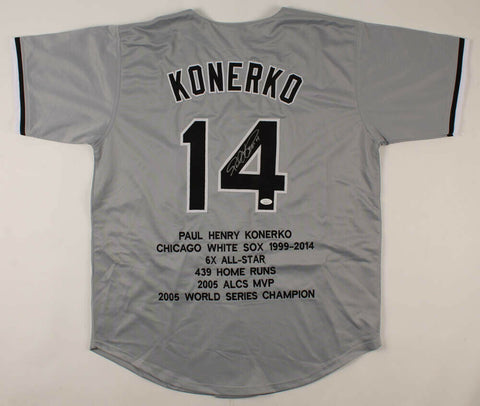 KONERKO
14
PAUL HENRY KONERKO
CHICAGO WHITE SOX 1999-2014
6X ALL-STAR
439 HOME RUNS
2005 ALCS MVP
2005 WORLD SERIES CHAMPION